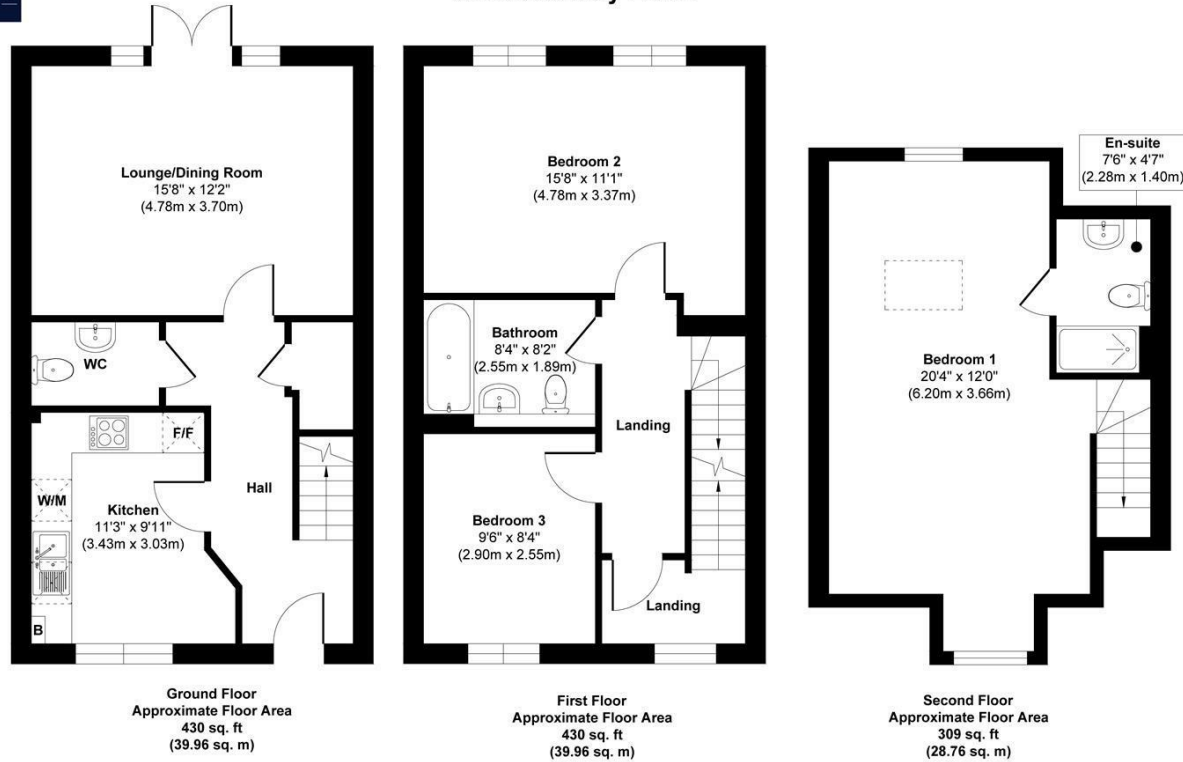 Lounge/Dining Room
15'8" x 12'2"
(4.78m x 3.70m)
WC
F/F
W/M
Kitchen
11'3" x 9'11"
(3.43m x 3.03m)
B
Hall
Ground Floor
Approximate Floor Area
430 sq. ft
(39.96 sq. m)
Bedroom 2
15'8" x 11'1"
(4.78m x 3.37m)
Bathroom
8'4" x 8'2"
(2.55m x 1.89m)
Landing
Bedroom 3
9'6" x 8'4"
(2.90m x 2.55m)
Landing
First Floor
Approximate Floor Area
430 sq. ft
(39.96 sq. m)
En-suite
7'6" x 4'7"
(2.28m x 1.40m)
Bedroom 1
20'4" x 12'0"
(6.20m x 3.66m)
Second Floor
Approximate Floor Area
309 sq. ft
(28.76 sq. m)